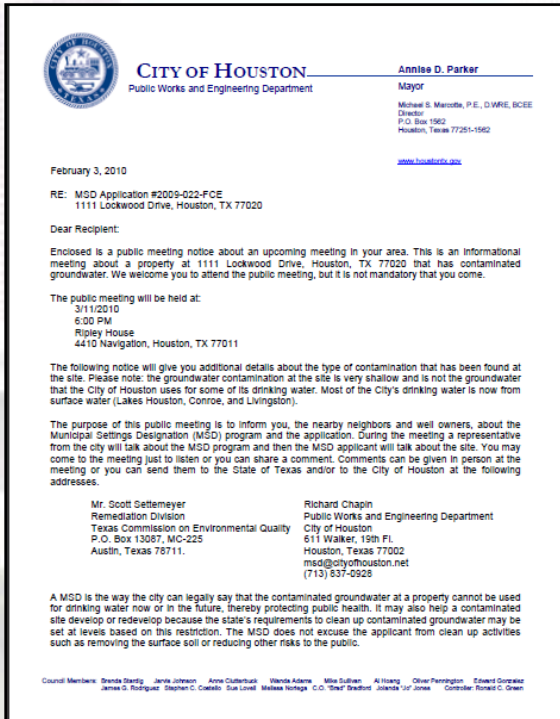 CITY OF HOUSTON
Public Works and Engineering Department
Annise D. Parker
Mayor
Michael S. Marcotte, P.E., D.WRE, BCEE
Director
P.O. Box 1562
Houston, Texas 77251-1562
www.houstontx.gov
February 3, 2010
RE: MSD Application #2009-022-FCE
1111 Lockwood Drive, Houston, TX 77020
Dear Recipient:
Enclosed is a public meeting notice about an upcoming meeting in your area. This is an informational
meeting about a property at 1111 Lockwood Drive, Houston, TX 77020 that has contaminated
groundwater. We welcome you to attend the public meeting, but it is not mandatory that you come.
The public meeting will be held at:
3/11/2010
6:00 PM
Ripley House
4410 Navigation, Houston, TX 77011
The following notice will give you additional details about the type of contamination that has been found at
the site. Please note: the groundwater contamination at the site is very shallow and is not the groundwater
that the City of Houston uses for some of its drinking water. Most of the City's drinking water is now from
surface water (Lakes Houston, Conroe, and Livingston).
The purpose of this public meeting is to inform you, the nearby neighbors and well owners, about the
Municipal Settings Designation (MSD) program and the application. During the meeting a representative
from the city will talk about the MSD program and then the MSD applicant will talk about the site. You may
come to the meeting just to listen or you can share a comment. Comments can be given in person at the
meeting or you can send them to the State of Texas and/or to the City of Houston at the following
addresses.
Mr. Scott Settemeyer
Remediation Division
Texas Commission on Environmental Quality
P.O. Box 13087, MC-225
Austin, Texas 78711.
Richard Chapin
Public Works and Engineering Department
City of Houston
611 Walker, 19th Fl.
Houston, Texas 77002
msd@cityofhouston.net
(713) 837-0928
A MSD is the way the city can legally say that the contaminated groundwater at a property cannot be used
for drinking water now or in the future, thereby protecting public health. It may also help a contaminated
site develop or redevelop because the state's requirements to clean up contaminated groundwater may be
set at levels based on this restriction. The MSD does not excuse the applicant from clean up activities
such as removing the surface soil or reducing other risks to the public.
Council Members: Brenda Stardig Jarvis Johnson Anne Clutterbuck Wanda Adams Mike Sullivan Al Hoang Oliver Pennington Edward Gonzalez
James G. Rodriguez Stephen C. Costello Sue Lovell Melissa Noriega C.O. "Brad" Bradford Jolanda "Jo" Jones Controller: Ronald C. Green